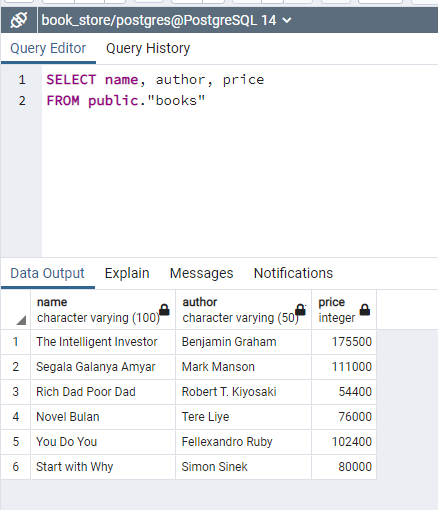 book_store/postgres@PostgreSQL 14
Query Editor Query History
1 SELECT name, author, price
2 FROM public."books"
Data Output Explain Messages Notifications
name author price
character varying (100) character varying (50) integer
1 The Intelligent Investor Benjamin Graham 175500
2 Segala Galanya Amyar Mark Manson 111000
3 Rich Dad Poor Dad Robert T. Kiyosaki 54400
4 Novel Bulan Tere Liye 76000
5 You Do You Fellexandro Ruby 102400
6 Start with Why Simon Sinek 80000